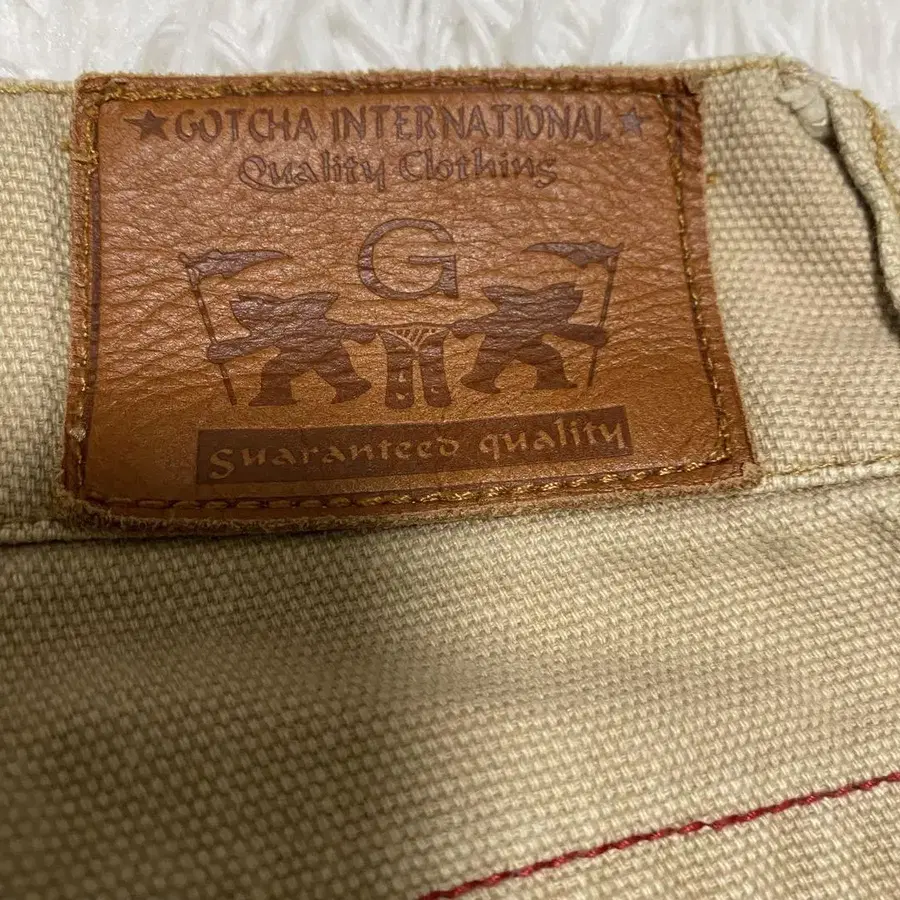 ★GOTCHA INTERNATIONAL★
Quality Clothing
G
guaranteed quality